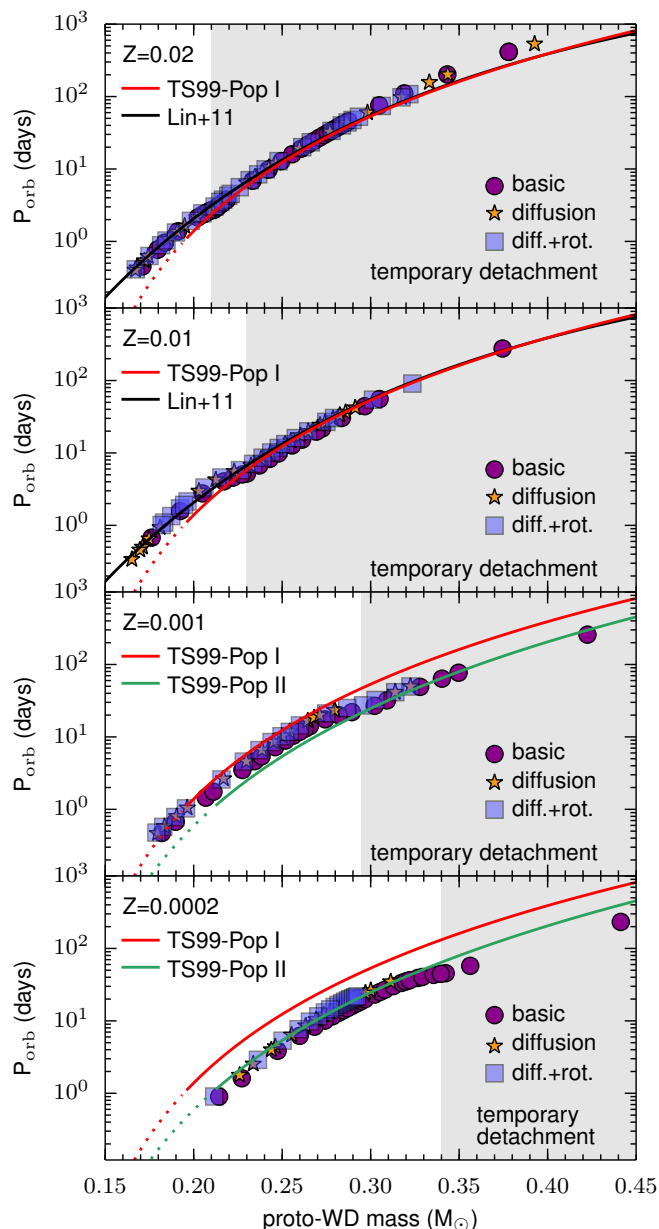 10³
Z=0.02
TS99-Pop I
Lin+11
10²
10¹
10⁰
P_orb (days)
basic
diffusion
diff.+rot.
temporary detachment
10³
Z=0.01
TS99-Pop I
Lin+11
10²
10¹
10⁰
P_orb (days)
basic
diffusion
diff.+rot.
temporary detachment
10³
Z=0.001
TS99-Pop I
TS99-Pop II
10²
10¹
10⁰
P_orb (days)
basic
diffusion
diff.+rot.
temporary detachment
10³
Z=0.0002
TS99-Pop I
TS99-Pop II
10²
10¹
10⁰
P_orb (days)
basic
diffusion
diff.+rot.
temporary
detachment
0.15 0.20 0.25 0.30 0.35 0.40 0.45
proto-WD mass (M☉)